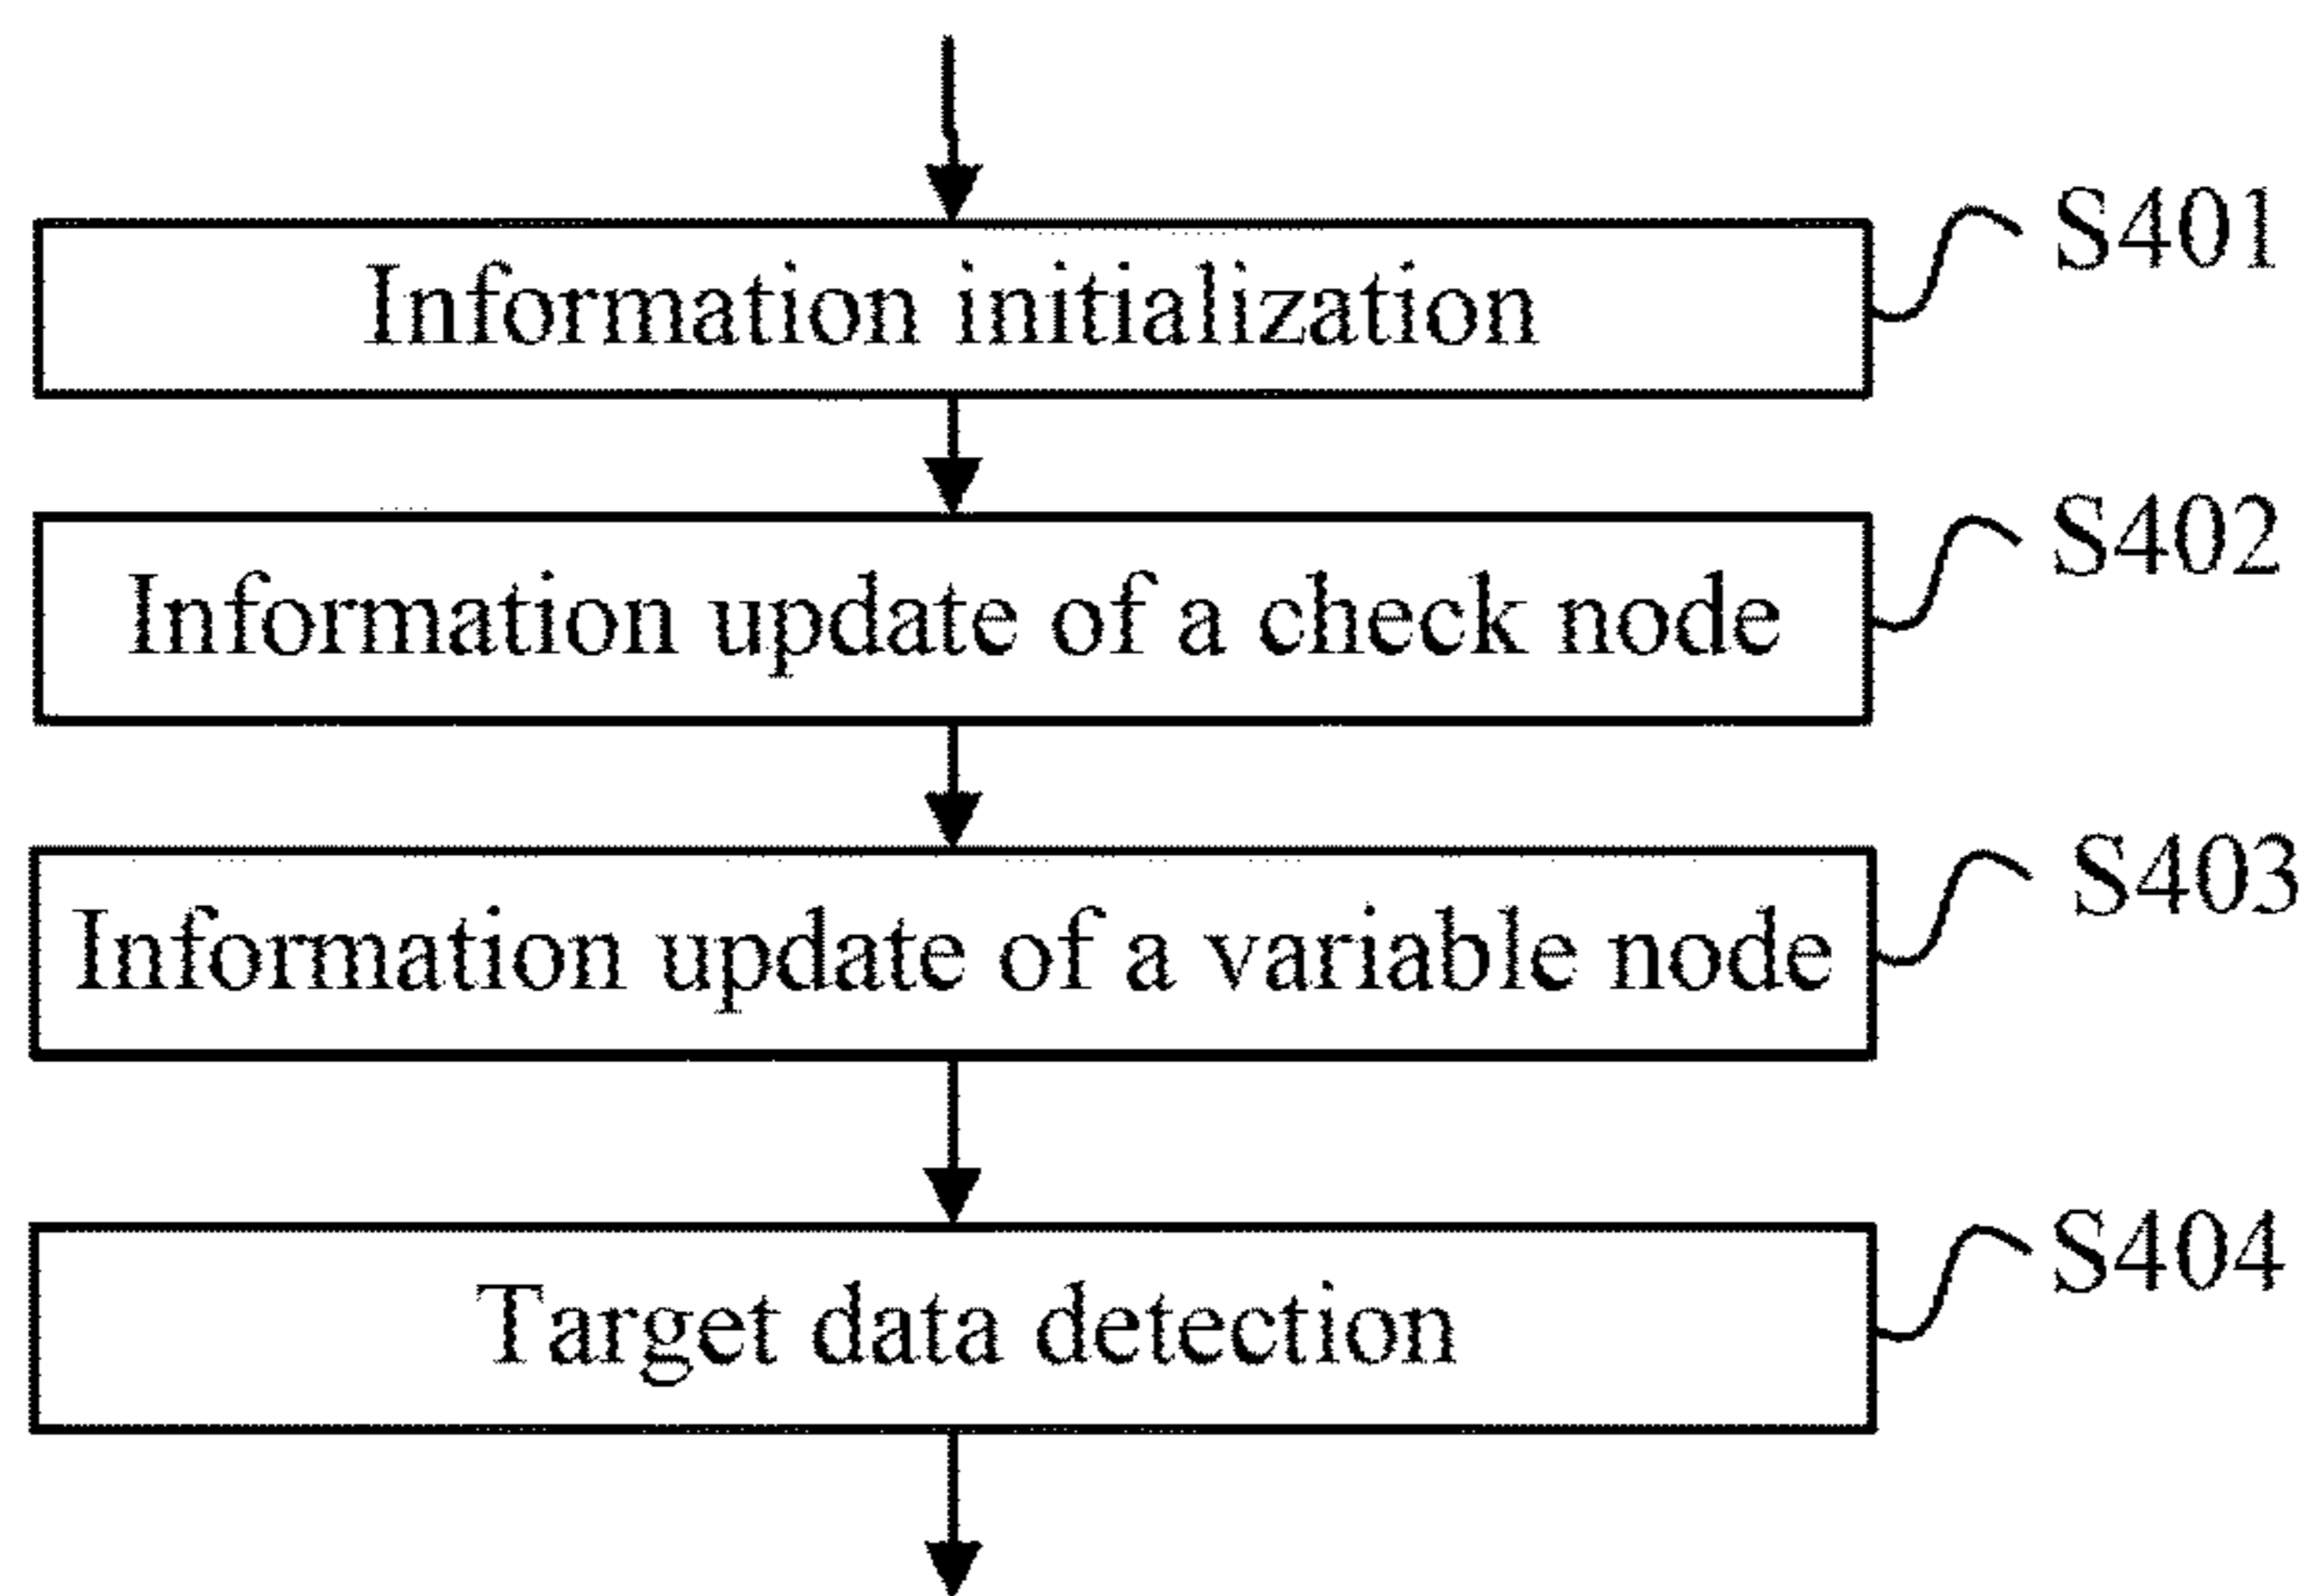 S401
Information initialization
S402
Information update of a check node
S403
Information update of a variable node
S404
Target data detection